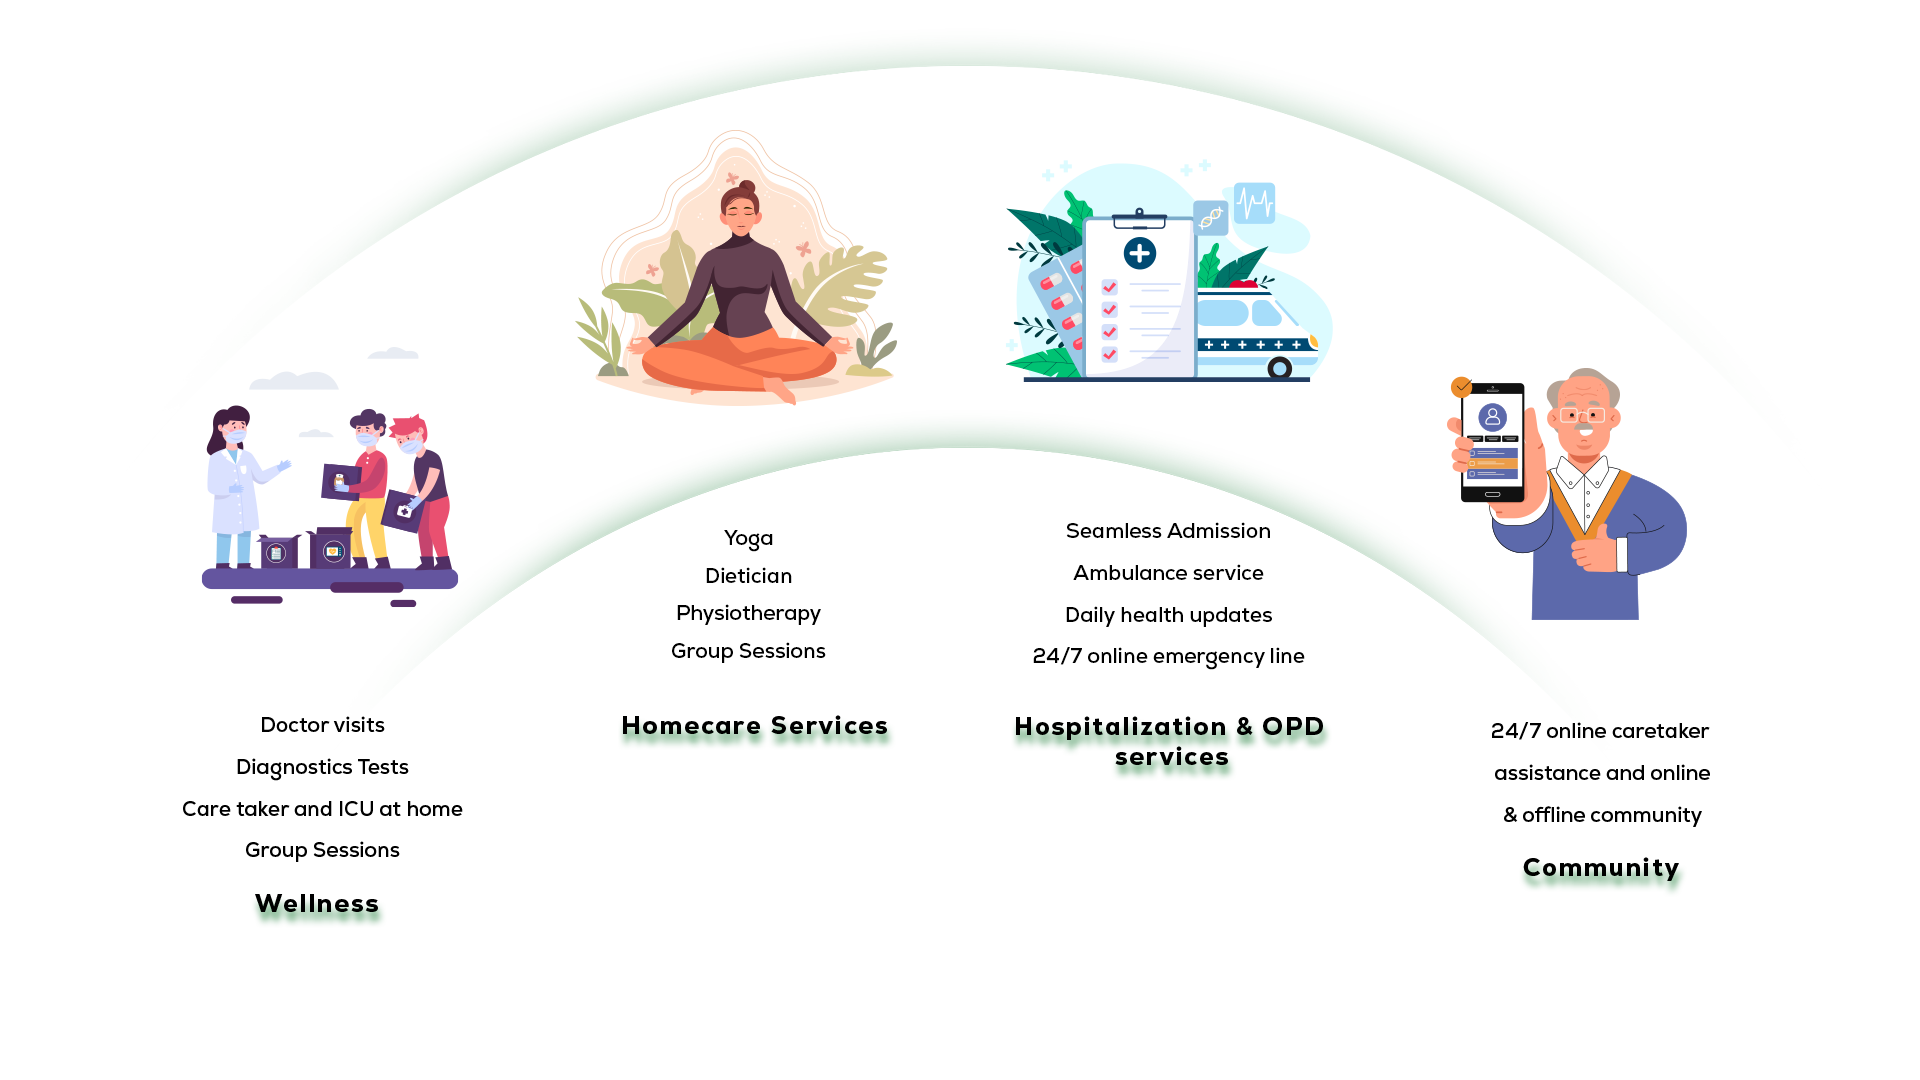 Doctor visits
Diagnostics Tests
Care taker and ICU at home
Group Sessions
Wellness
Yoga
Dietician
Physiotherapy
Group Sessions
Homecare Services
Seamless Admission
Ambulance service
Daily health updates
24/7 online emergency line
Hospitalization & OPD
services
24/7 online caretaker
assistance and online
& offline community
Community